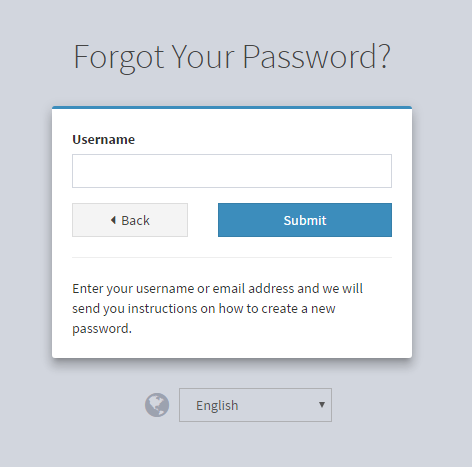 Forgot Your Password?
Username
Back
Submit
Enter your username or email address and we will
send you instructions on how to create a new
password.
English